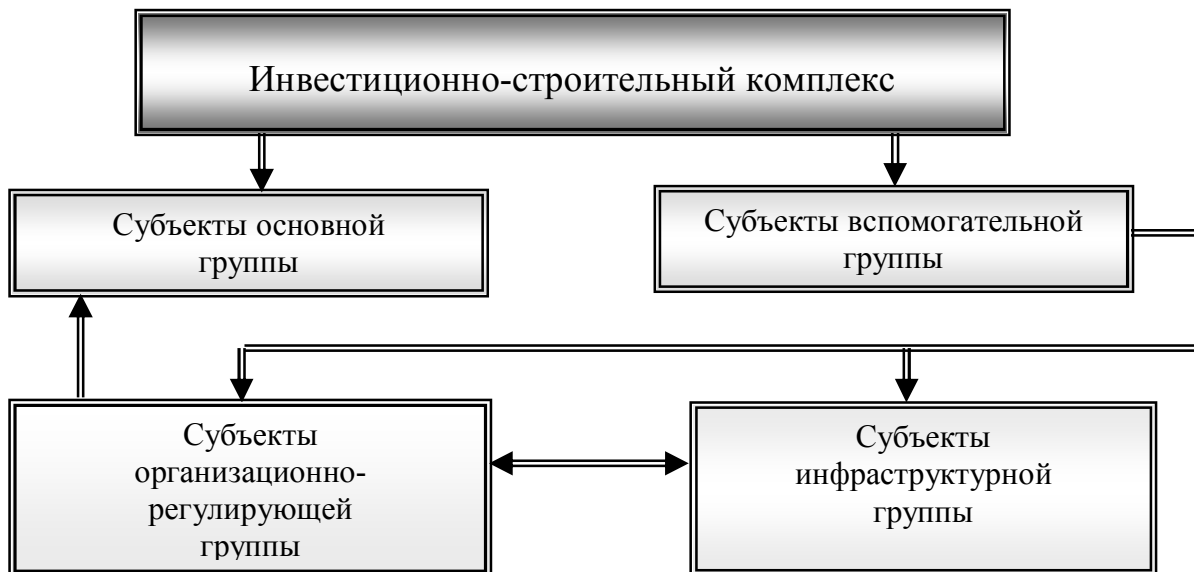 Инвестиционно-строительный комплекс
Субъекты основной
группы
Субъекты вспомогательной
группы
Субъекты
организационно-
регулирующей
группы
Субъекты
инфраструктурной
группы